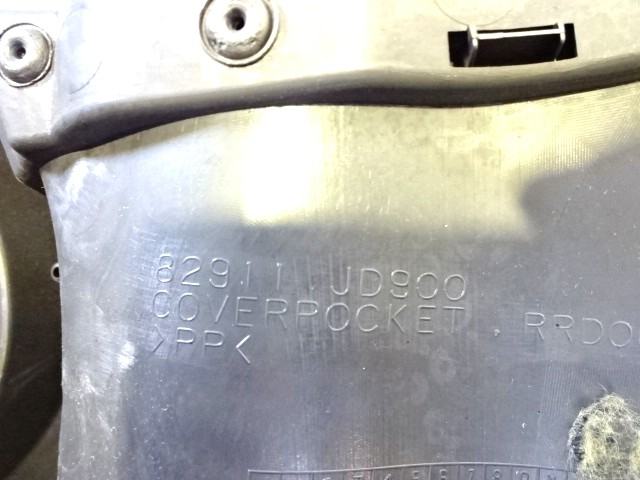 82911 JD900
COVERPOCKET, RRDO
>PP<